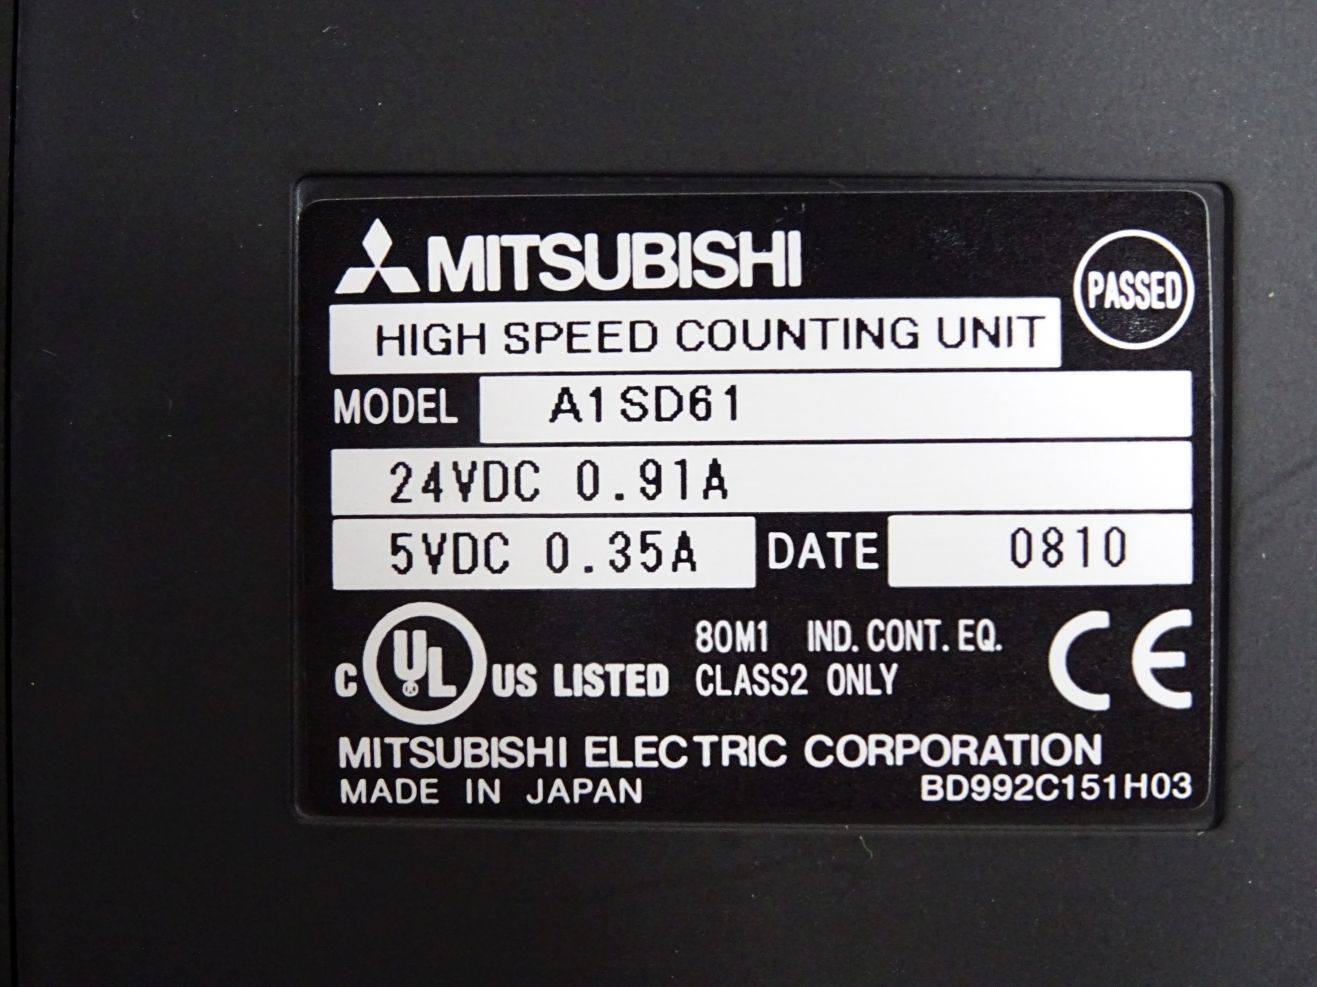 MITSUBISHI
PASSED
HIGH SPEED COUNTING UNIT
MODEL A1SD61
24VDC 0.91A
5VDC 0.35A DATE 0810
80M1 IND. CONT. EQ.
C UL US LISTED CLASS2 ONLY CE
MITSUBISHI ELECTRIC CORPORATION
MADE IN JAPAN BD992C151H03